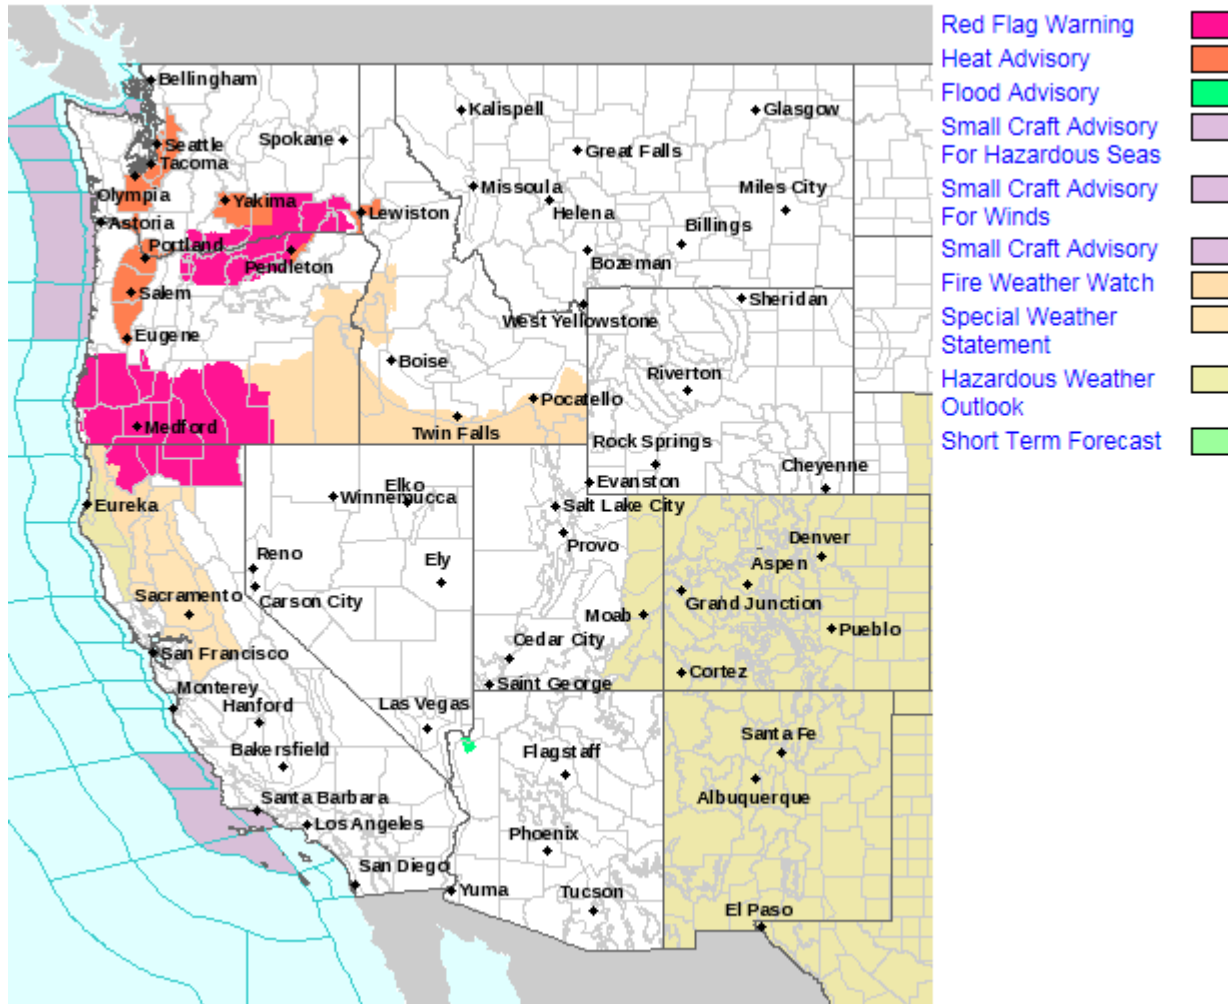 Bellingham
Seattle
Tacoma
Olympia
Spokane
Yakima
Lewiston
Astoria
Portland
Pendleton
Salem
Eugene
Medford
Kalispell
Glasgow
Great Falls
Missoula
Helena
Miles City
Billings
Bozeman
West Yellowstone
Sheridan
Boise
Riverton
Pocatello
Twin Falls
Rock Springs
Cheyenne
Evanston
Eureka
Elko
Winnemucca
Salt Lake City
Provo
Reno
Ely
Carson City
Denver
Aspen
Grand Junction
Sacramento
Moab
Pueblo
San Francisco
Cedar City
Cortez
Saint George
Monterey
Hanford
Las Vegas
Bakersfield
Flagstaff
Santa Fe
Albuquerque
Santa Barbara
Los Angeles
Phoenix
San Diego
Yuma
Tucson
El Paso
Red Flag Warning
Heat Advisory
Flood Advisory
Small Craft Advisory
For Hazardous Seas
Small Craft Advisory
For Winds
Small Craft Advisory
Fire Weather Watch
Special Weather
Statement
Hazardous Weather
Outlook
Short Term Forecast